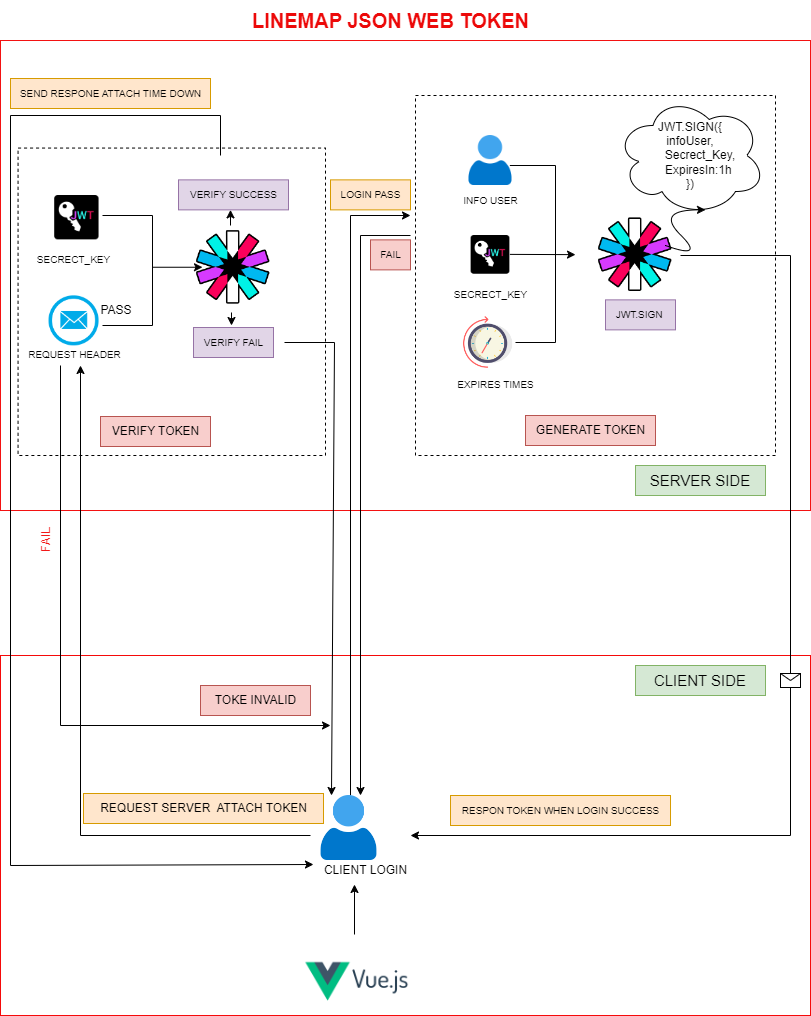 LINEMAP JSON WEB TOKEN
SEND RESPONE ATTACH TIME DOWN
JWT.SIGN({
infoUser,
Secrect_Key,
ExpiresIn:1h
})
VERIFY SUCCESS
LOGIN PASS
INFO USER
JWT
SECRECT_KEY
FAIL
JWT
SECRECT_KEY
PASS
JWT.SIGN
VERIFY FAIL
REQUEST HEADER
EXPIRES TIMES
VERIFY TOKEN
GENERATE TOKEN
SERVER SIDE
FAIL
CLIENT SIDE
TOKE INVALID
REQUEST SERVER  ATTACH TOKEN
RESPON TOKEN WHEN LOGIN SUCCESS
CLIENT LOGIN
Vue.js